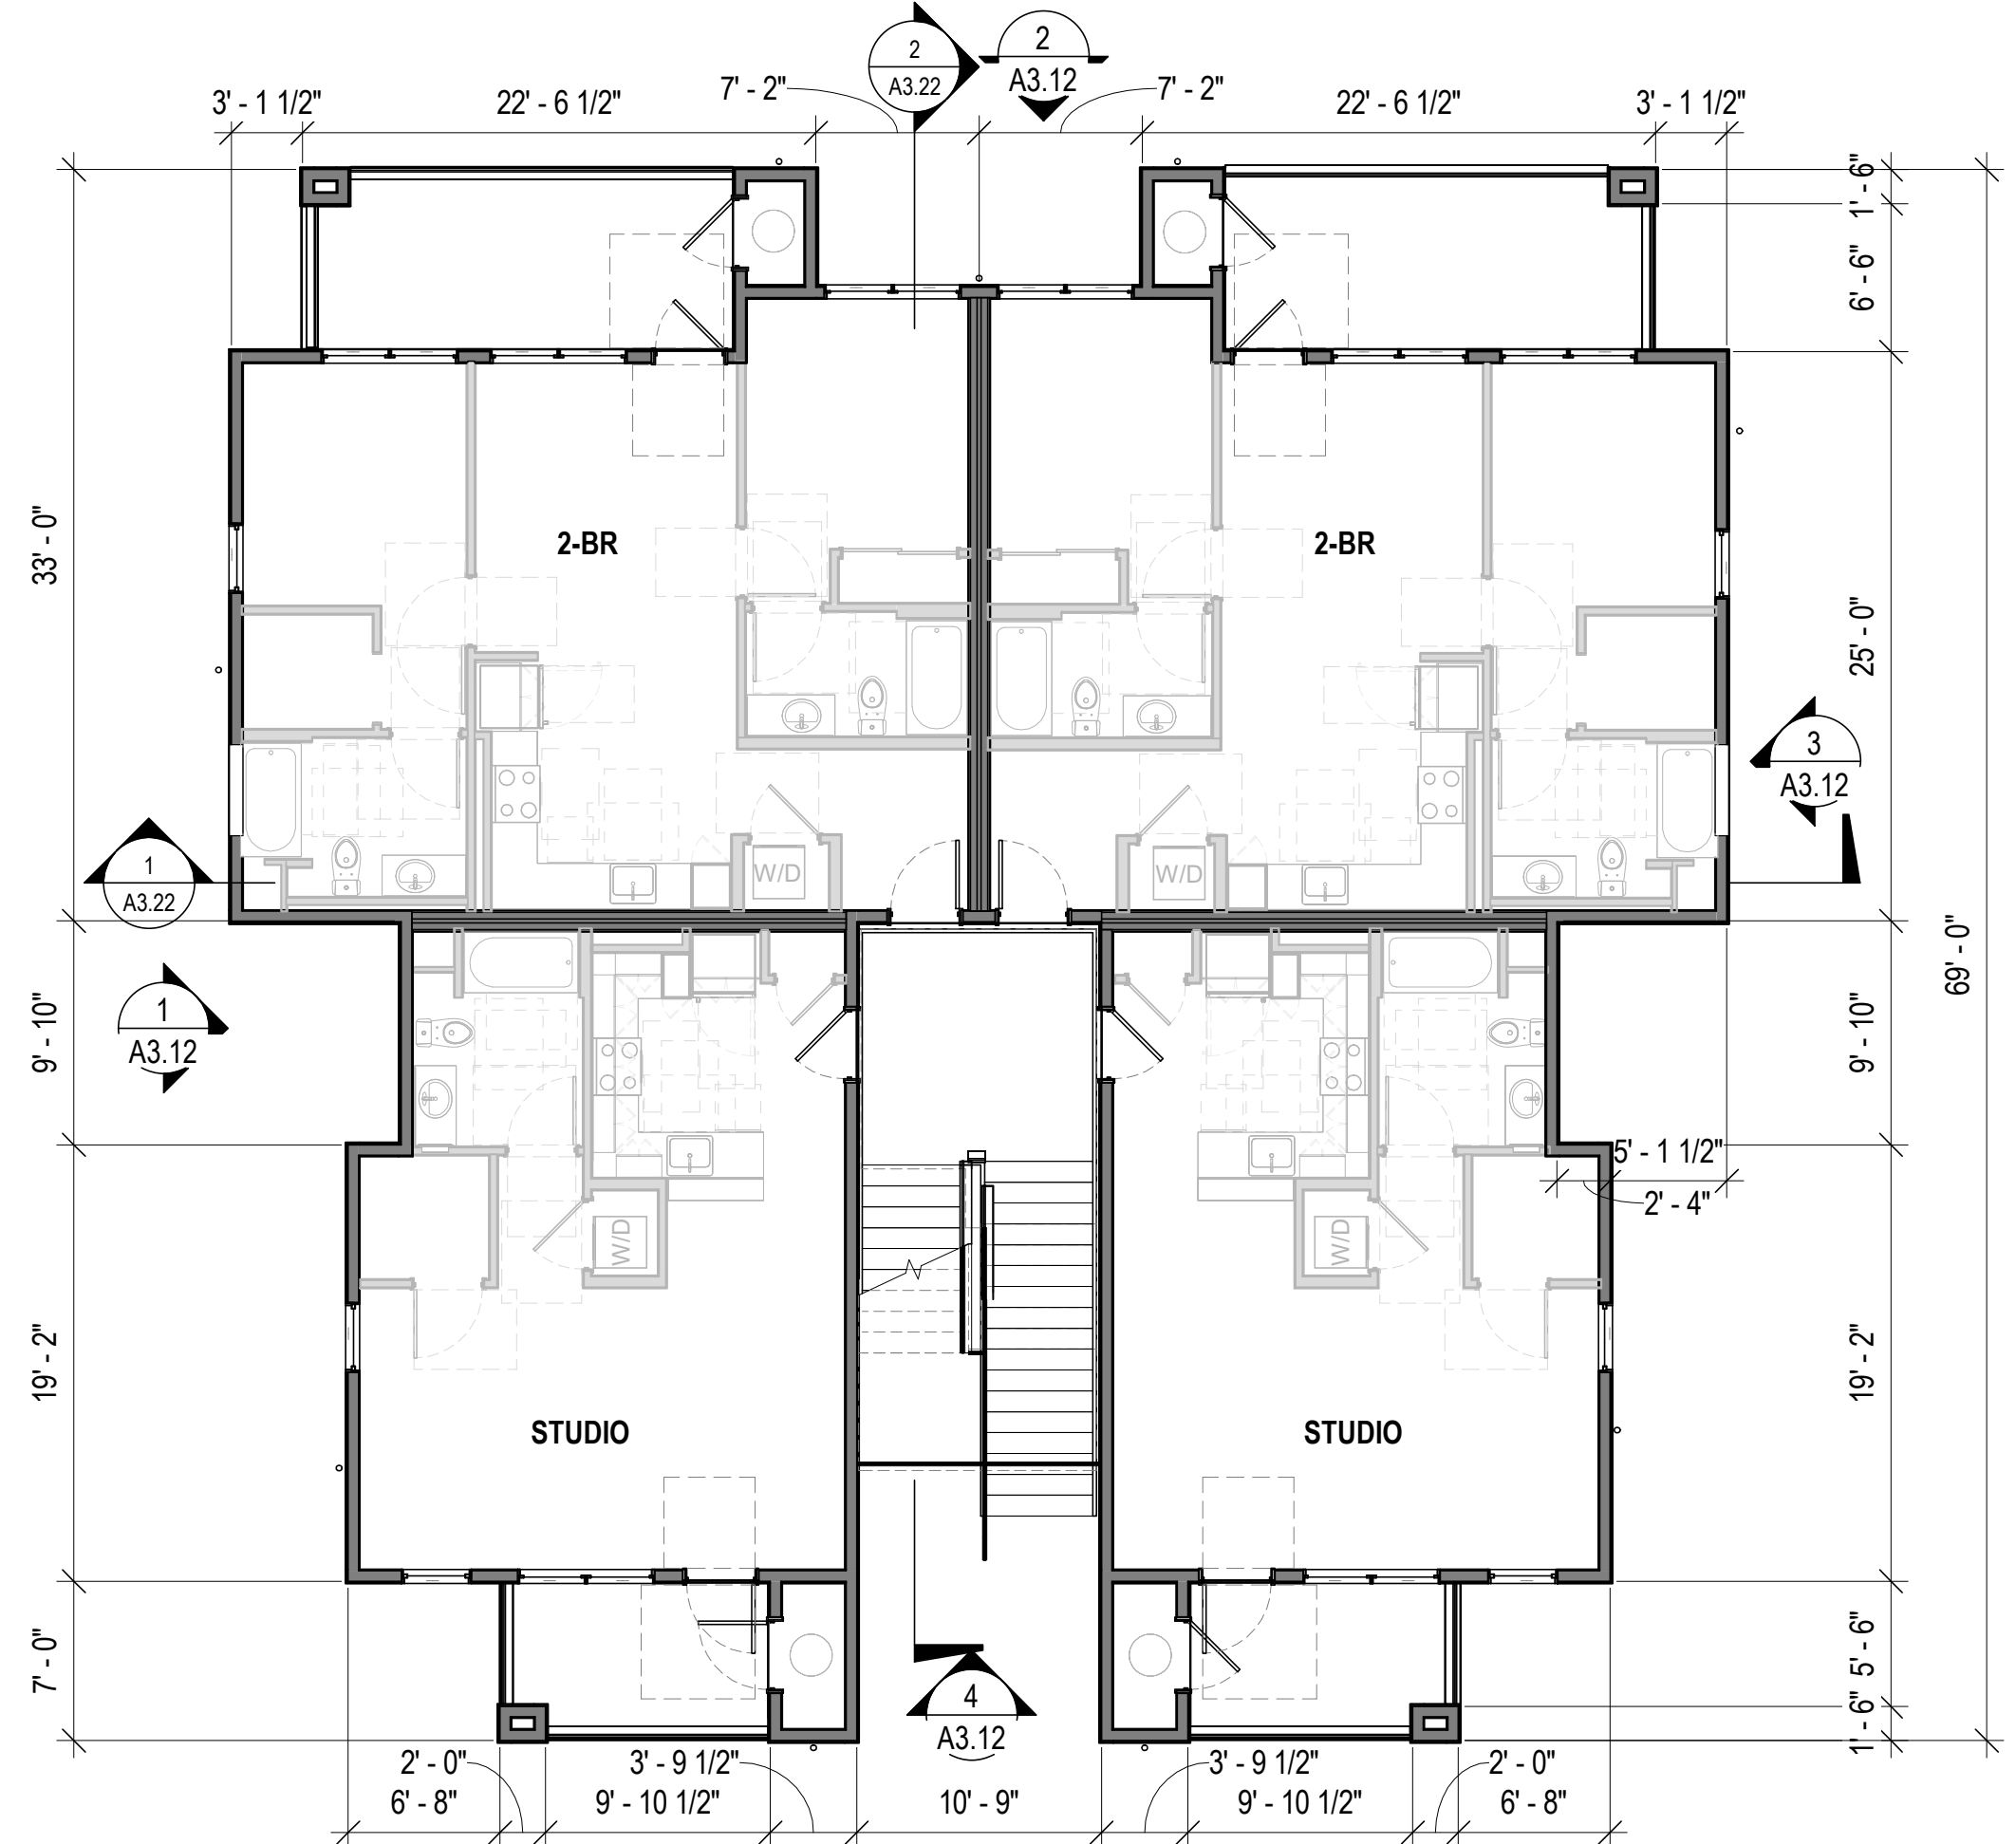 2
A3.22
2
A3.12
3' - 1 1/2"
22' - 6 1/2"
7' - 2"
7' - 2"
22' - 6 1/2"
3' - 1 1/2"
1' - 6"
6' - 6"
33' - 0"
2-BR
2-BR
25' - 0"
3
A3.12
1
A3.22
W/D
W/D
69' - 0"
1
A3.12
9' - 10"
9' - 10"
5' - 1 1/2"
2' - 4"
W/D
W/D
19' - 2"
19' - 2"
STUDIO
STUDIO
7' - 0"
5' - 6"
1' - 6"
4
A3.12
2' - 0"
3' - 9 1/2"
3' - 9 1/2"
2' - 0"
6' - 8"
9' - 10 1/2"
10' - 9"
9' - 10 1/2"
6' - 8"